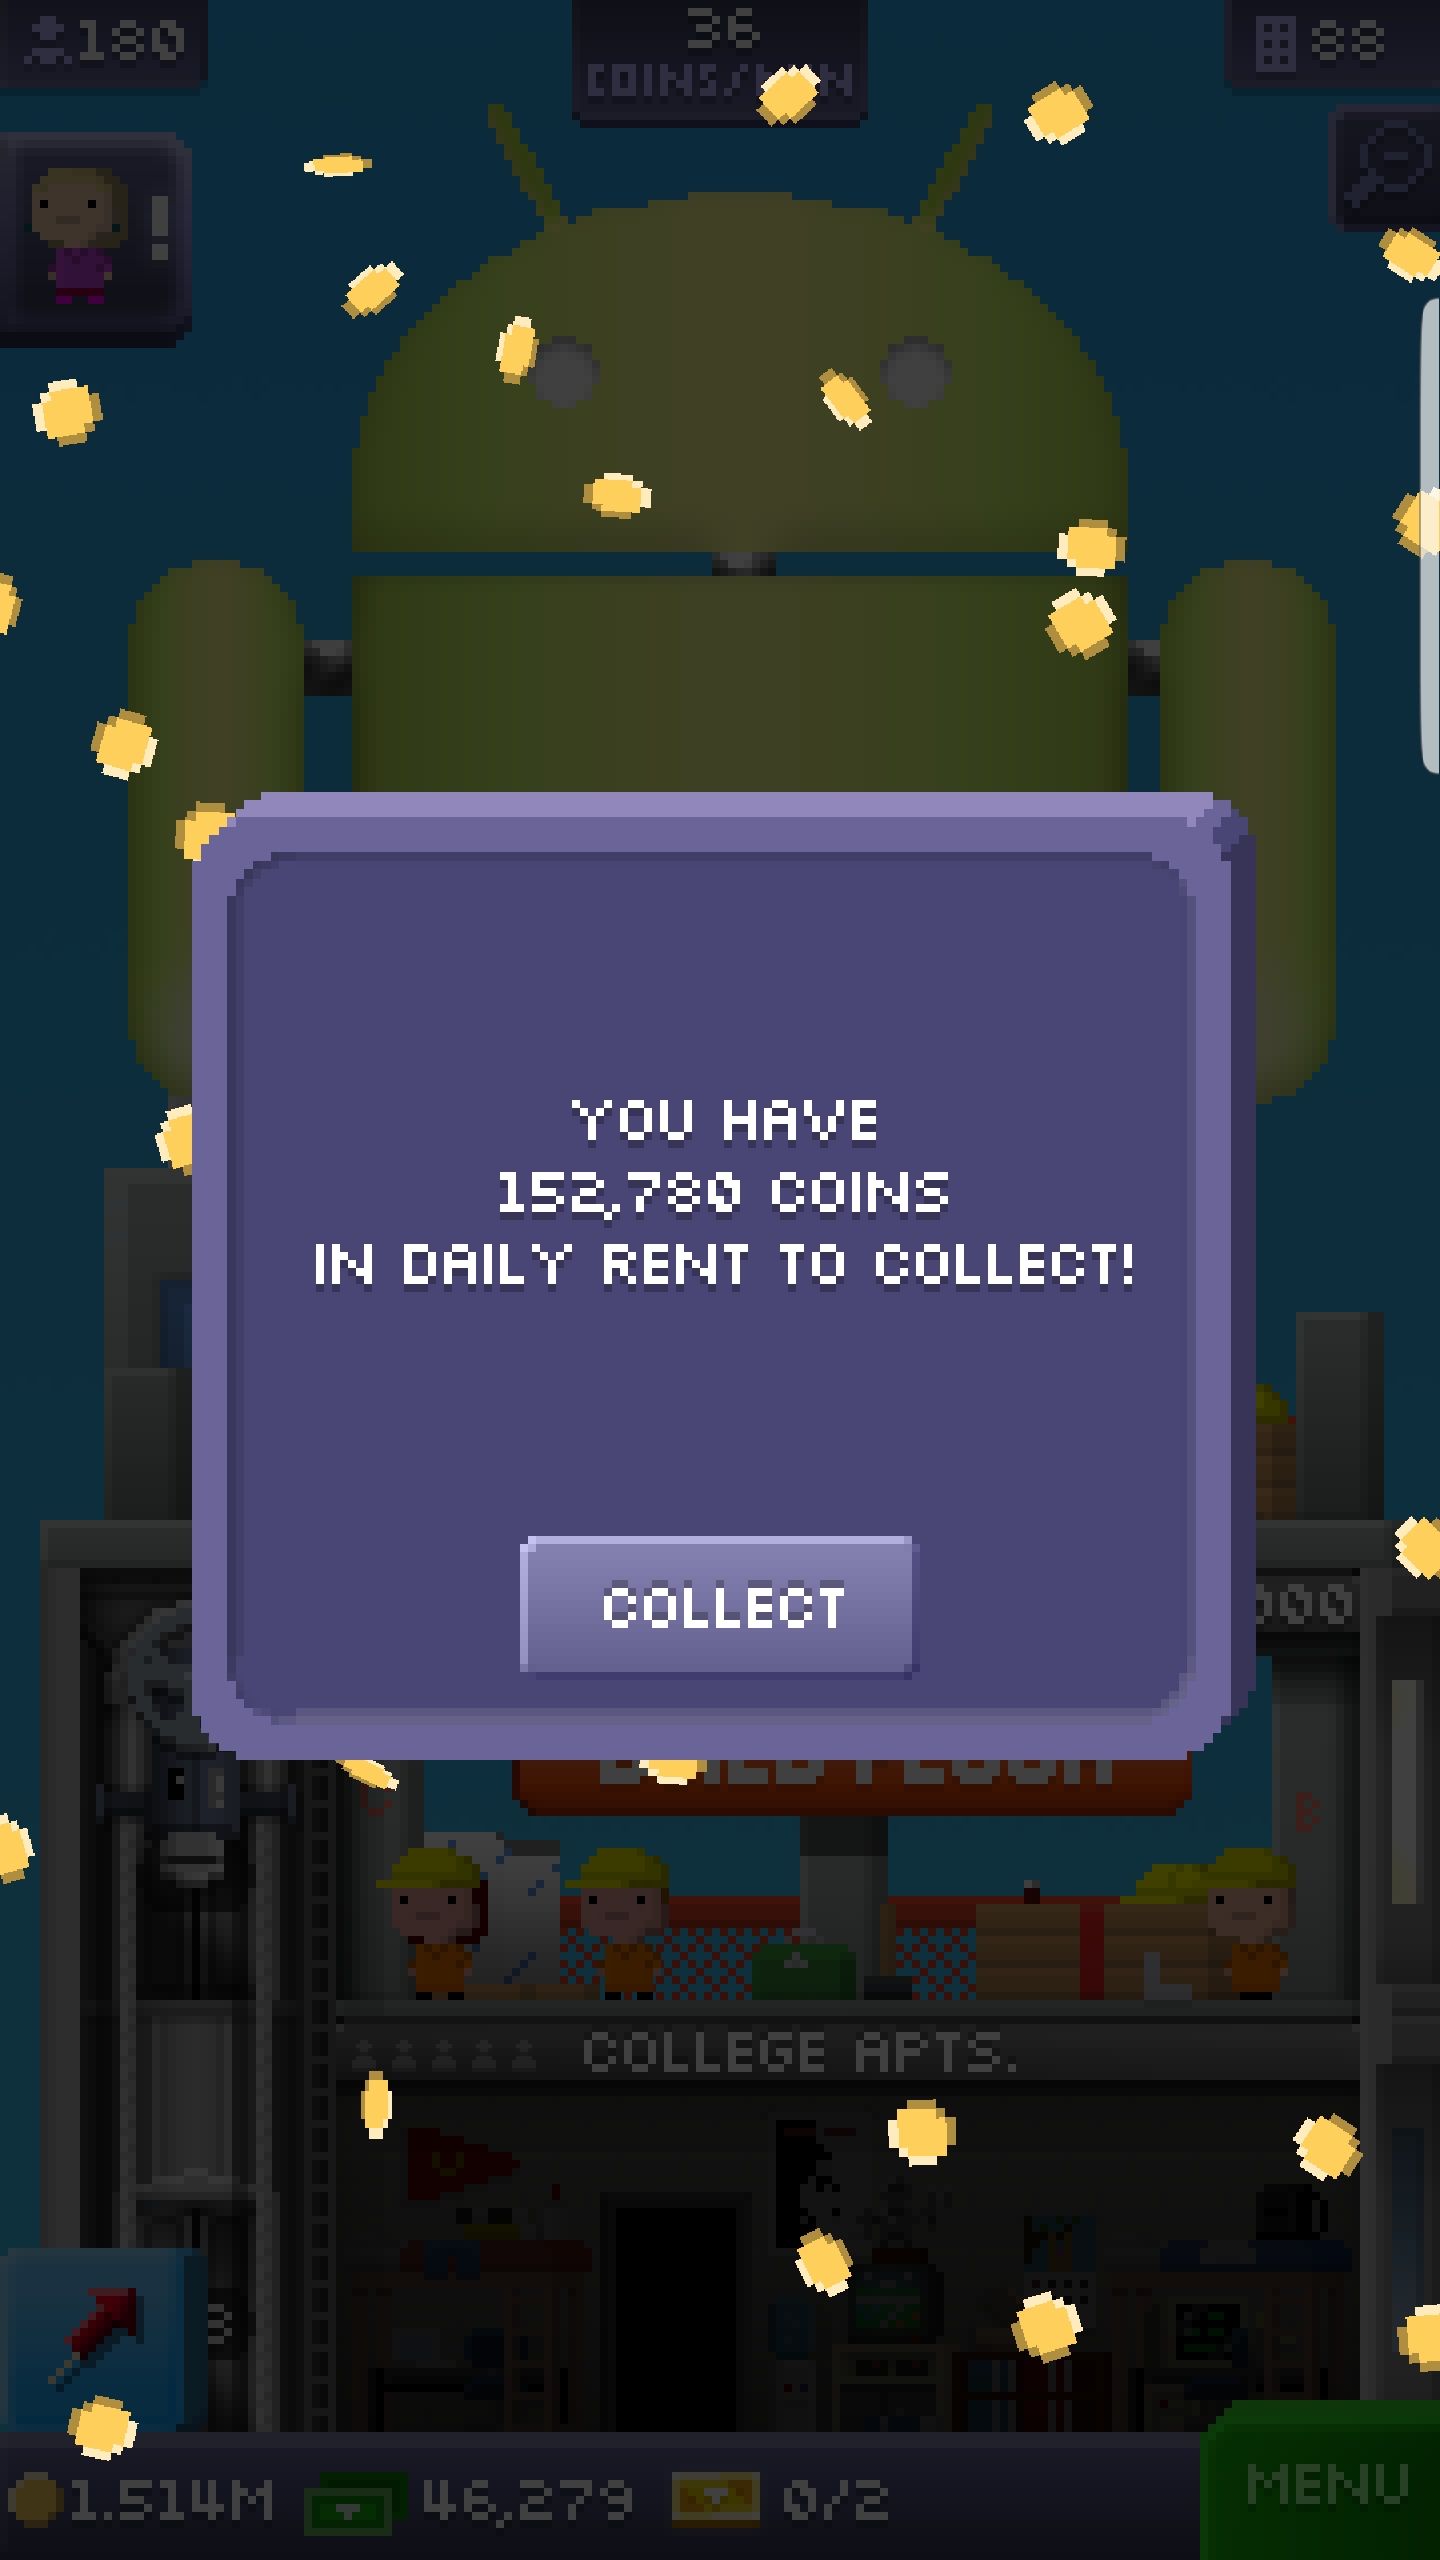 180
36
88
COINS/
YOU HAVE
152,780 COINS
IN DAILY RENT TO COLLECT!
COLLECT
000
COLLEGE APTS.
1.514M
46,279
0/2
MENU